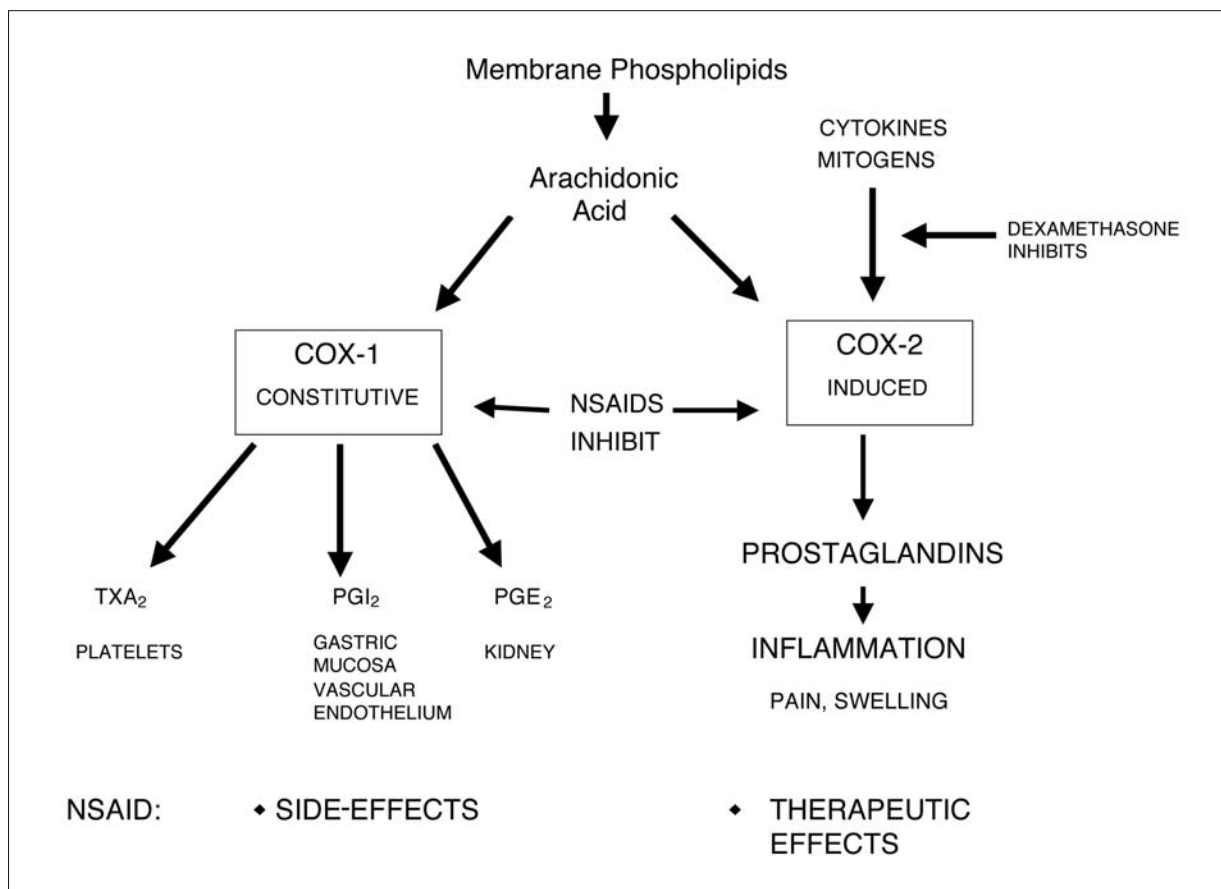 Membrane Phospholipids
CYTOKINES
MITOGENS
Arachidonic
Acid
DEXAMETHASONE
INHIBITS
COX-1
CONSTITUTIVE
NSAIDS
INHIBIT
COX-2
INDUCED
PROSTAGLANDINS
TXA₂
PGI₂
PGE₂
PLATELETS
GASTRIC
MUCOSA
VASCULAR
ENDOTHELIUM
KIDNEY
INFLAMMATION
PAIN, SWELLING
NSAID:
◆ SIDE-EFFECTS
◆ THERAPEUTIC
EFFECTS